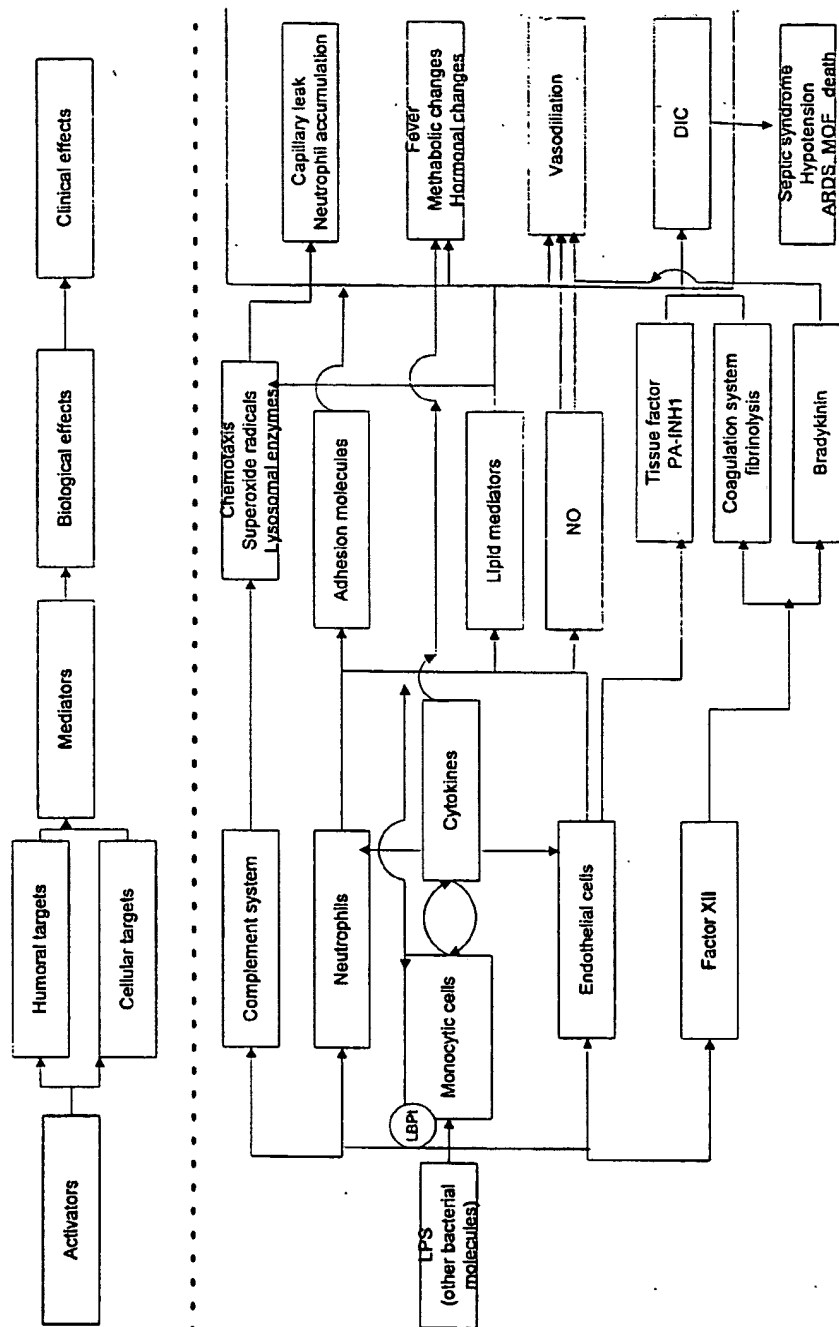 Activators
Humoral targets
Cellular targets
Mediators
Biological effects
Clinical effects
LPS
(other bacterial
molecules)
LBPt
Complement system
Neutrophils
Monocytic cells
Cytokines
Endothelial cells
Factor XII
Chemotaxis
Superoxide radicals
Lysosomal enzymes
Adhesion molecules
Lipid mediators
NO
Tissue factor
PA-INH1
Coagulation system
fibrinolysis
Bradykinin
Capillary leak
Neutrophil accumulation
Fever
Methabolic changes
Hormonal changes
Vasodiliation
DIC
Septic syndrome
Hypotension
ARDS, MOF, death